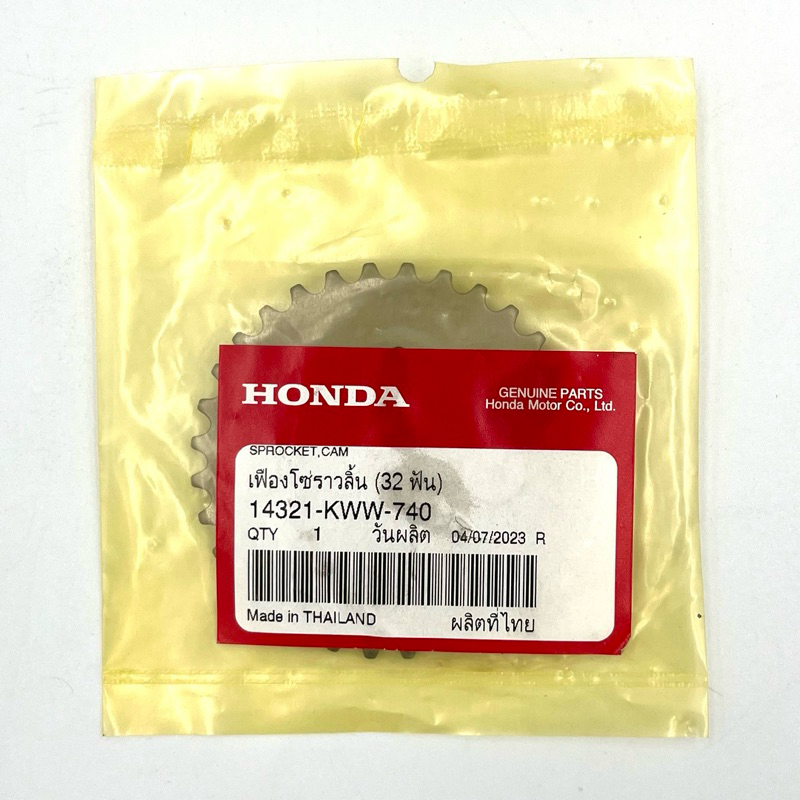 HONDA
GENUINE PARTS
Honda Motor Co., Ltd.
SPROCKET,CAM
เฟืองโซ่ราวลิ้น (32 ฟัน)
14321-KWW-740
QTY 1 วันผลิต 04/07/2023 R
Made in THAILAND ผลิตที่ไทย